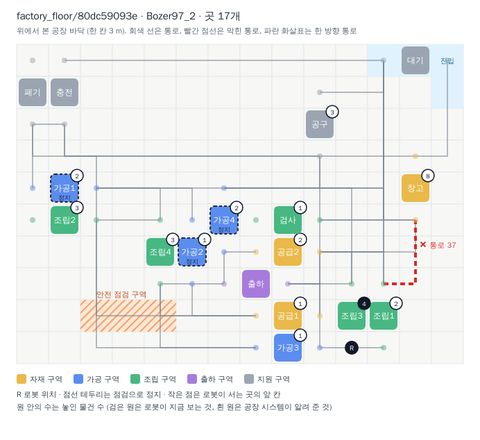 factory_floor/80dc59093e · Bozer97_2 · 곳 17개
위에서 본 공장 바닥 (한 칸 3 m). 회색 선은 통로, 빨간 점선은 막힌 통로, 파란 화살표는 한 방향 통로
대기
진입
폐기
충전
3
공구
2
8
가공1
정지
창고
3
2
1
조립2
가공4
정지
검사
3
1
2
조립4
가공2
정지
공급2
✕ 통로 37
출하
안전 점검 구역
1
4
2
공급1
조립3
조립1
1
가공3
R
자재 구역
가공 구역
조립 구역
출하 구역
지원 구역
R 로봇 위치 · 점선 테두리는 점검으로 정지 · 작은 점은 로봇이 서는 곳의 앞 칸
원 안의 수는 놓인 물건 수 (검은 원은 로봇이 지금 보는 것, 흰 원은 공장 시스템이 알려 준 것)